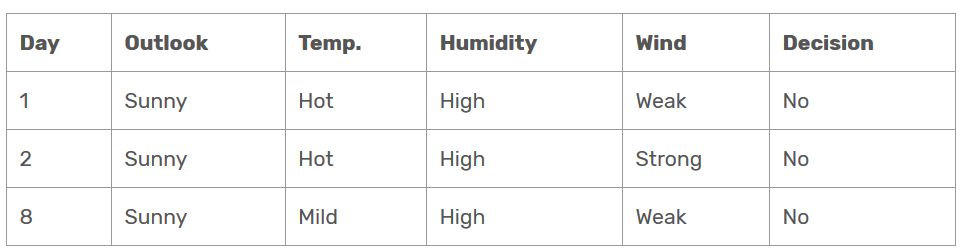 Day Outlook Temp. Humidity Wind Decision
1 Sunny Hot High Weak No
2 Sunny Hot High Strong No
8 Sunny Mild High Weak No